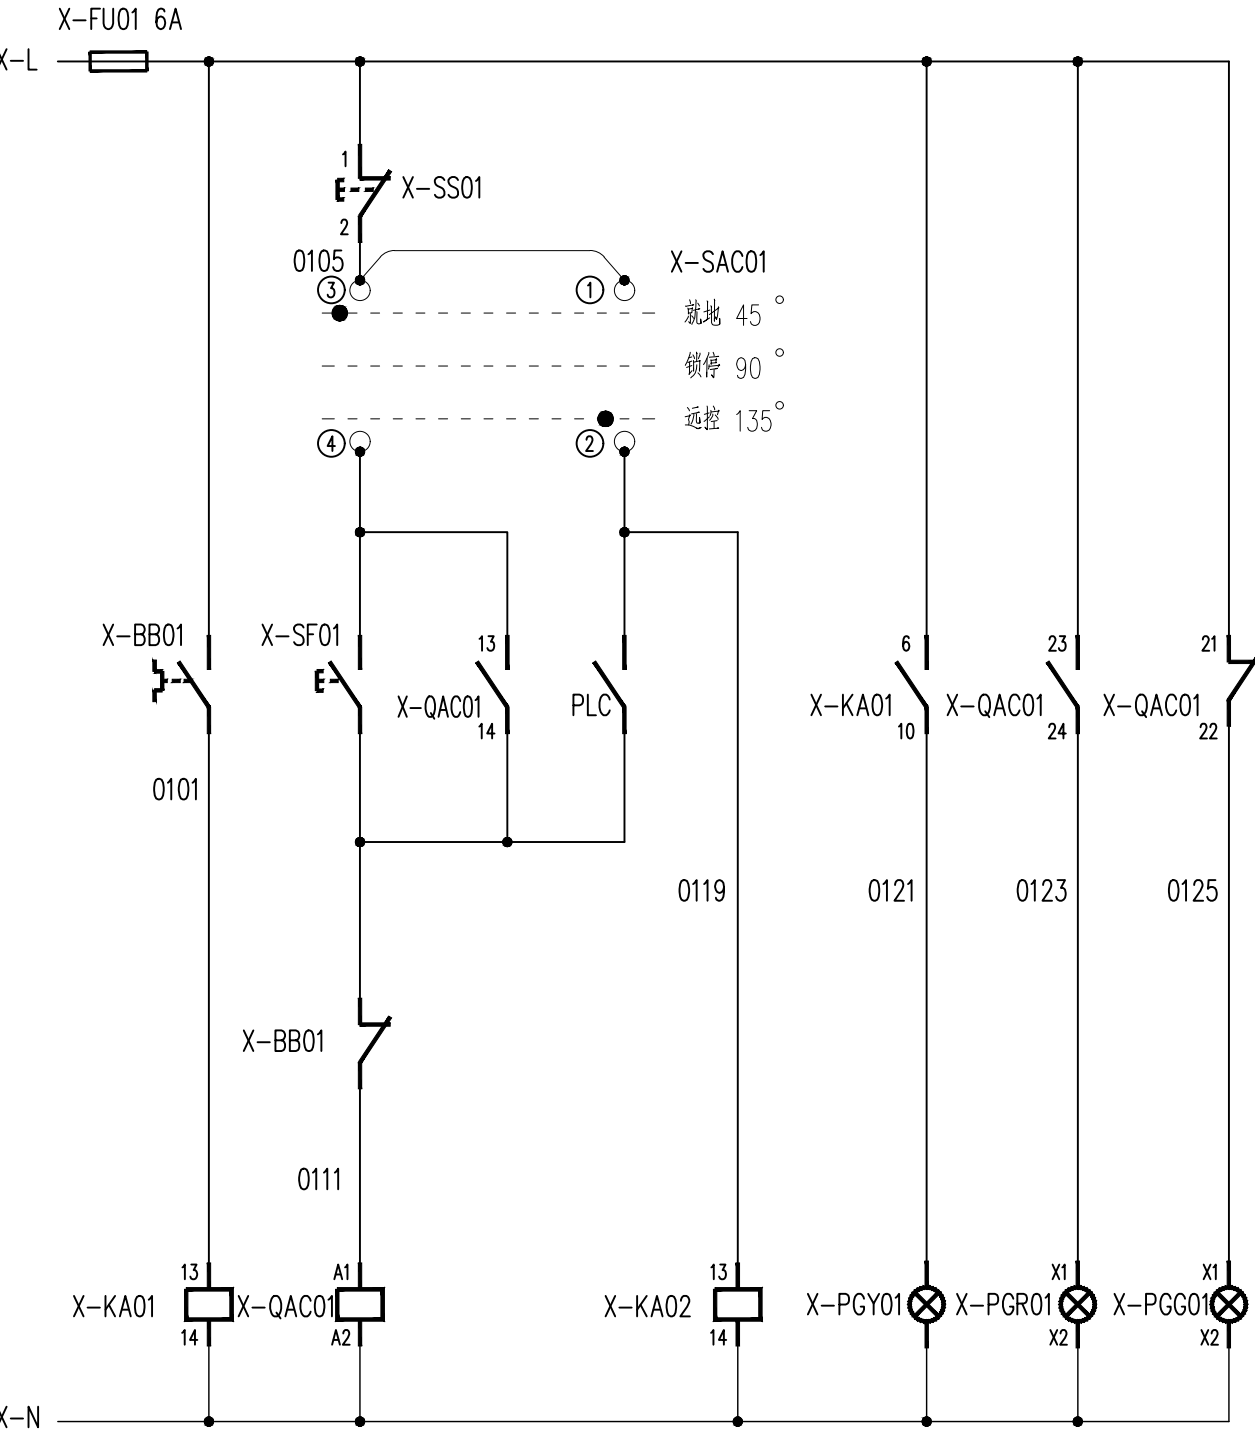 X-FU01 6A
X-L
1
X-SS01
2
0105
X-SAC01
3
1
就地 45°
锁停 90°
远控 135°
4
2
X-BB01
X-SF01
13
6
23
21
X-QAC01
PLC
X-KA01
X-QAC01
X-QAC01
14
10
24
22
0101
0119
0121
0123
0125
X-BB01
0111
13
A1
13
X1
X1
X-KA01
X-QAC01
X-KA02
X-PGY01
X-PGR01
X-PGG01
14
A2
14
X2
X2
X-N